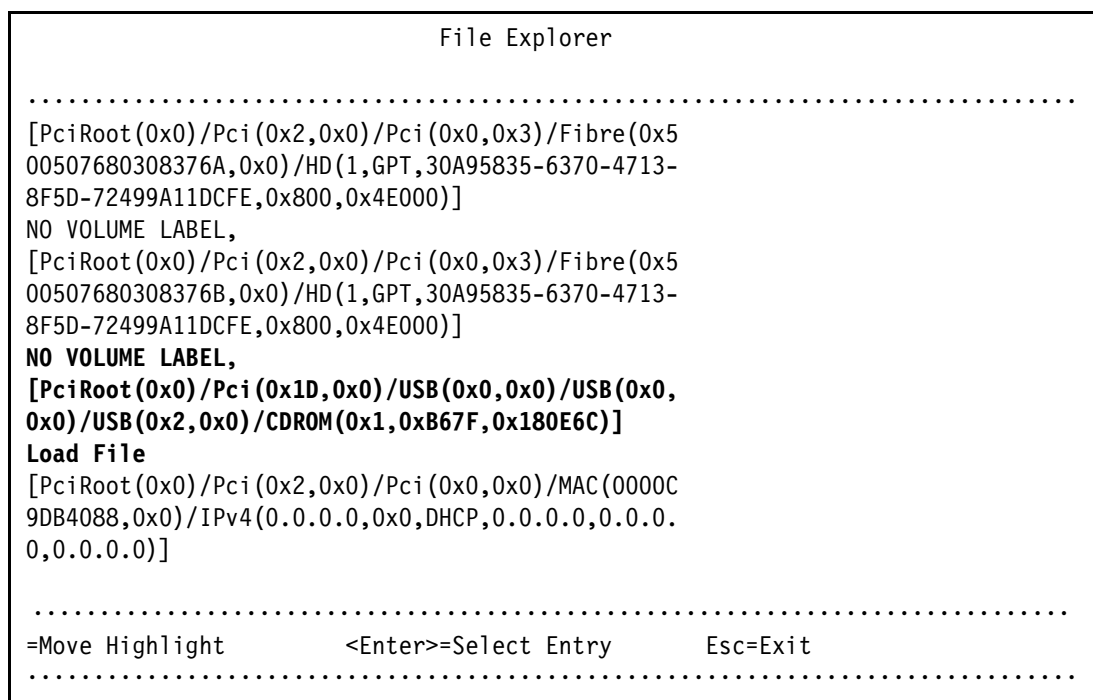 File Explorer
................................................................................
[PciRoot(0x0)/Pci(0x2,0x0)/Pci(0x0,0x3)/Fibre(0x5
00507680308376A,0x0)/HD(1,GPT,30A95835-6370-4713-
8F5D-72499A11DCFE,0x800,0x4E000)]
NO VOLUME LABEL,
[PciRoot(0x0)/Pci(0x2,0x0)/Pci(0x0,0x3)/Fibre(0x5
00507680308376B,0x0)/HD(1,GPT,30A95835-6370-4713-
8F5D-72499A11DCFE,0x800,0x4E000)]
NO VOLUME LABEL,
[PciRoot(0x0)/Pci(0x1D,0x0)/USB(0x0,0x0)/USB(0x0,
0x0)/USB(0x2,0x0)/CDROM(0x1,0xB67F,0x180E6C)]
Load File
[PciRoot(0x0)/Pci(0x2,0x0)/Pci(0x0,0x0)/MAC(0000C
9DB4088,0x0)/IPv4(0.0.0.0,0x0,DHCP,0.0.0.0,0.0.0.
0,0.0.0.0)]
...............................................................................
=Move Highlight <Enter>=Select Entry Esc=Exit
................................................................................